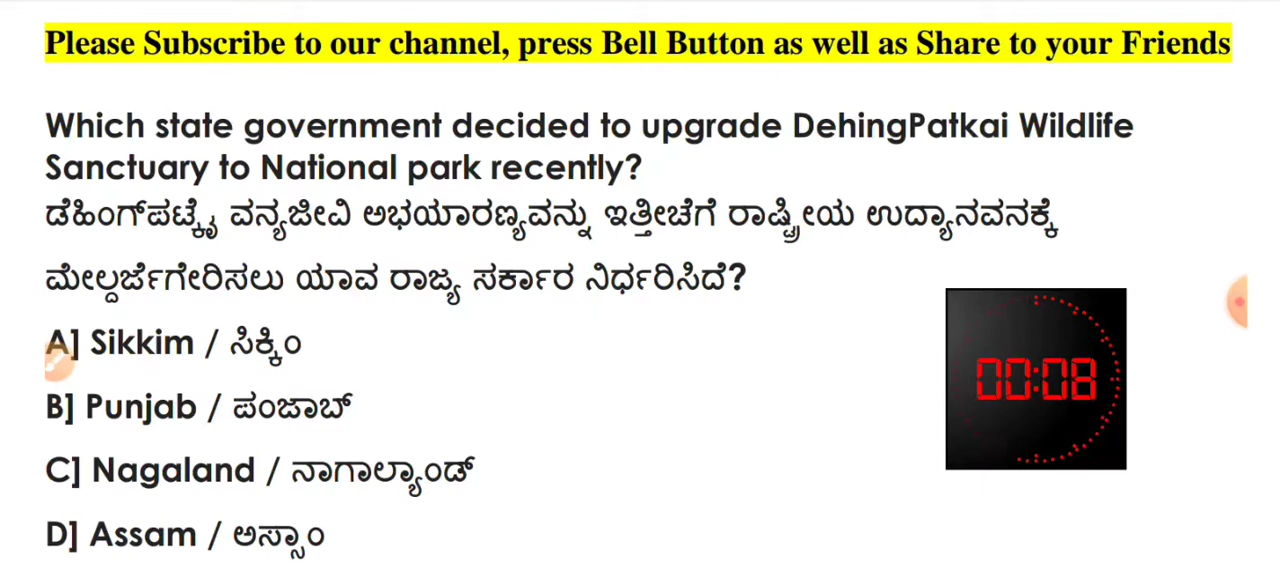 Please Subscribe to our channel, press Bell Button as well as Share to your Friends
Which state government decided to upgrade DehingPatkai Wildlife
Sanctuary to National park recently?
ಡೆಹಿಂಗ್‌ಪಟ್ಕೈ ವನ್ಯಜೀವಿ ಅಭಯಾರಣ್ಯವನ್ನು ಇತ್ತೀಚೆಗೆ ರಾಷ್ಟ್ರೀಯ ಉದ್ಯಾನವನಕ್ಕೆ
ಮೇಲ್ದರ್ಜೆಗೇರಿಸಲು ಯಾವ ರಾಜ್ಯ ಸರ್ಕಾರ ನಿರ್ಧರಿಸಿದೆ?
A] Sikkim / ಸಿಕ್ಕಿಂ
00:08
B] Punjab / ಪಂಜಾಬ್
C] Nagaland / ನಾಗಾಲ್ಯಾಂಡ್
D] Assam / ಅಸ್ಸಾಂ